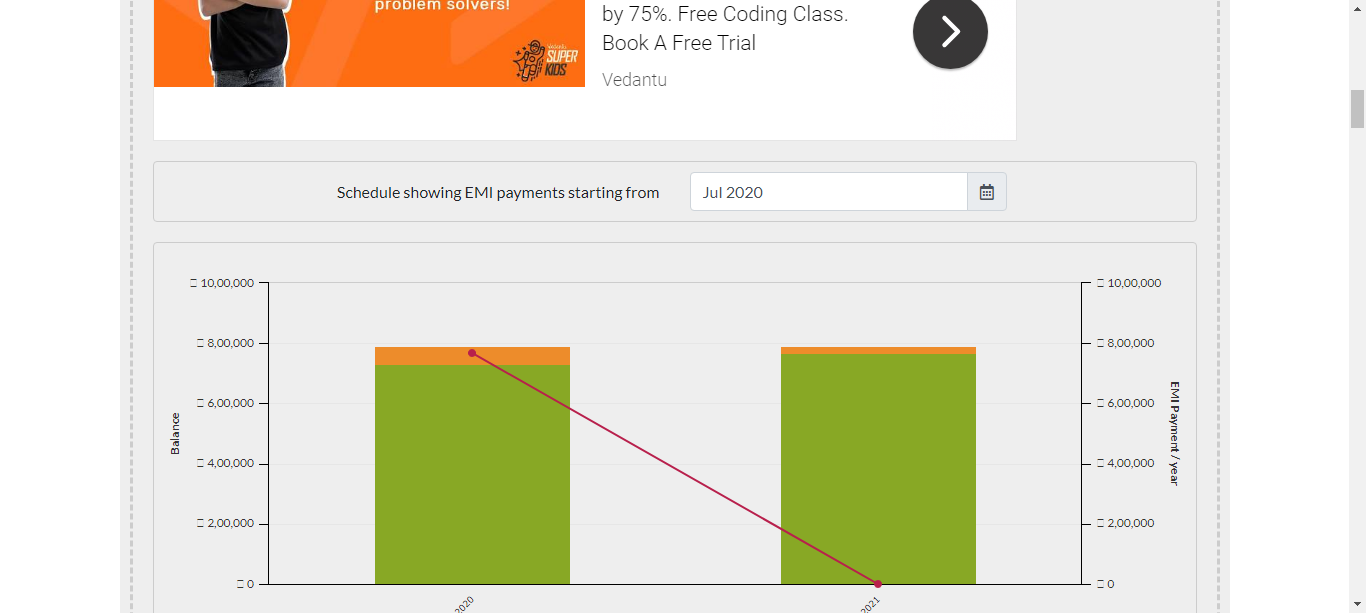 problem solvers!
by 75%. Free Coding Class.
Book A Free Trial
Vedantu
Vedantu
SUPER
KIDS
Schedule showing EMI payments starting from
Jul 2020
10,00,000
8,00,000
6,00,000
4,00,000
2,00,000
0
Balance
10,00,000
8,00,000
6,00,000
4,00,000
2,00,000
0
EMI Payment / year
2020
2021